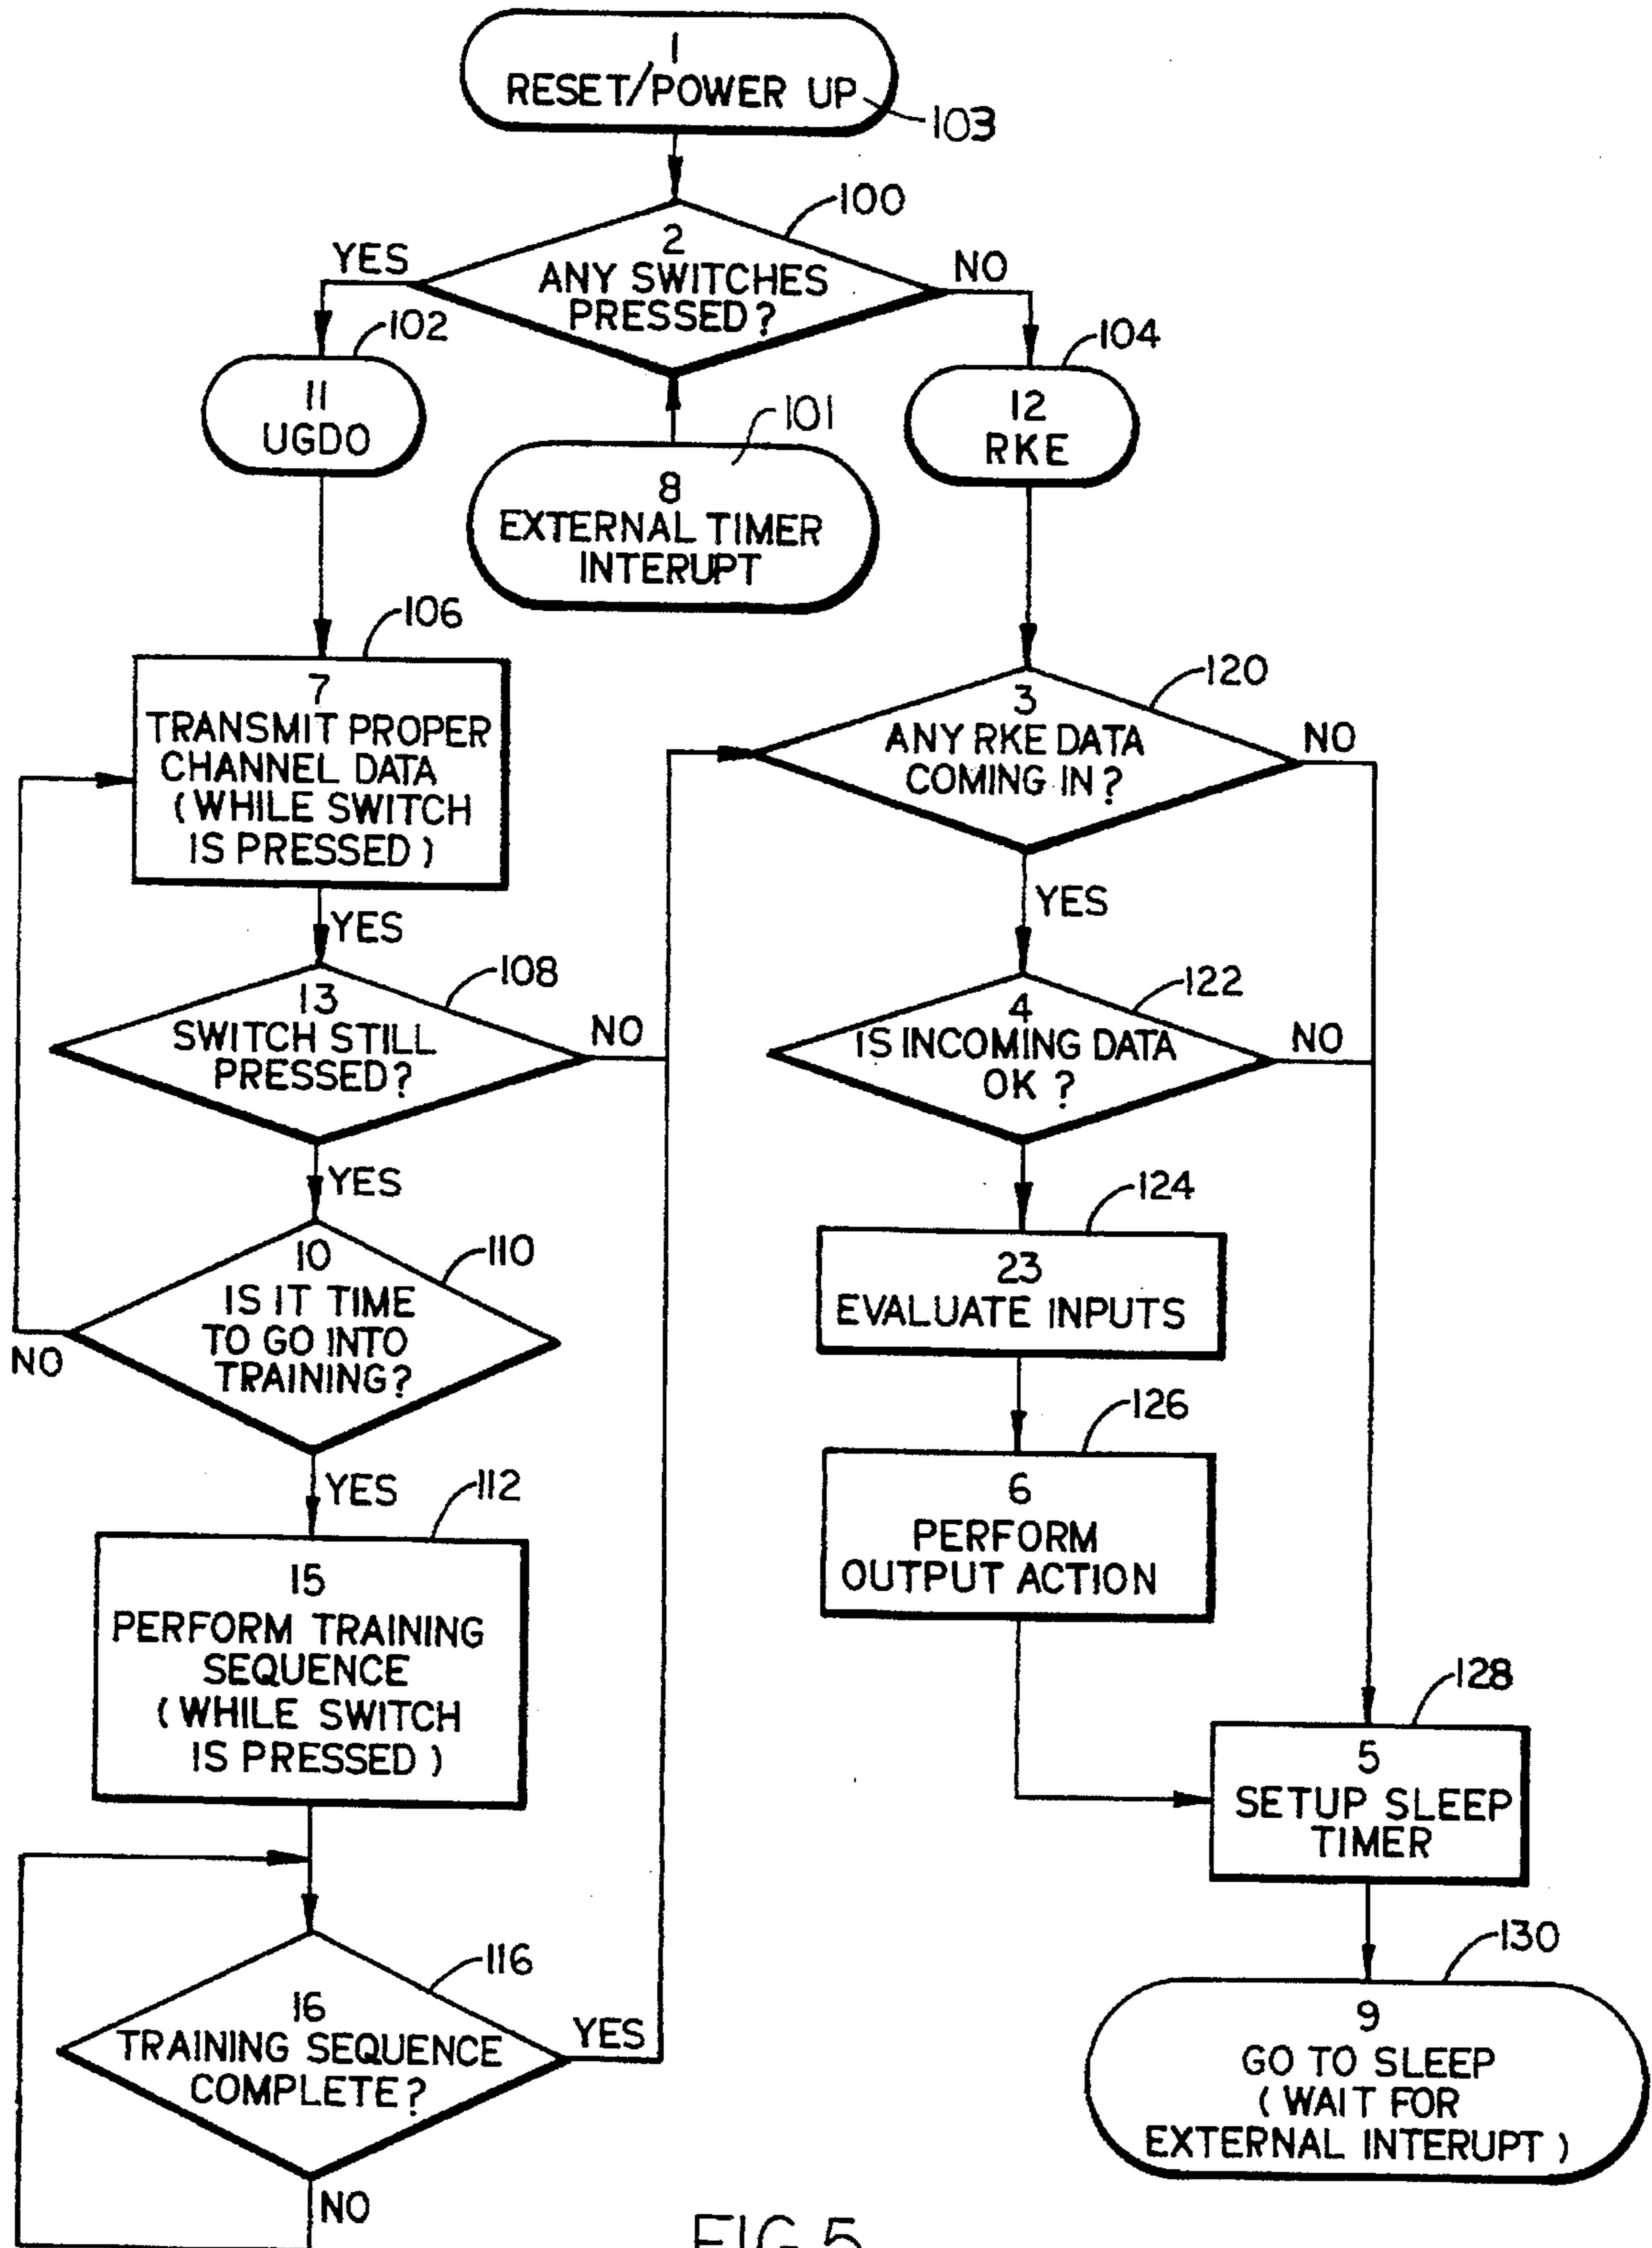 1
RESET/POWER UP
103
100
2
ANY SWITCHES
PRESSED?
YES
NO
102
104
11
UGDO
101
8
EXTERNAL TIMER
INTERUPT
12
RKE
106
7
TRANSMIT PROPER
CHANNEL DATA
(WHILE SWITCH
IS PRESSED)
YES
108
13
SWITCH STILL
PRESSED?
NO
YES
110
10
IS IT TIME
TO GO INTO
TRAINING?
NO
YES
112
15
PERFORM TRAINING
SEQUENCE
(WHILE SWITCH
IS PRESSED)
116
16
TRAINING SEQUENCE
COMPLETE?
YES
NO
120
3
ANY RKE DATA
COMING IN?
NO
YES
122
4
IS INCOMING DATA
OK ?
NO
124
23
EVALUATE INPUTS
126
6
PERFORM
OUTPUT ACTION
128
5
SETUP SLEEP
TIMER
130
9
GO TO SLEEP
(WAIT FOR
EXTERNAL INTERUPT)
FIG.5